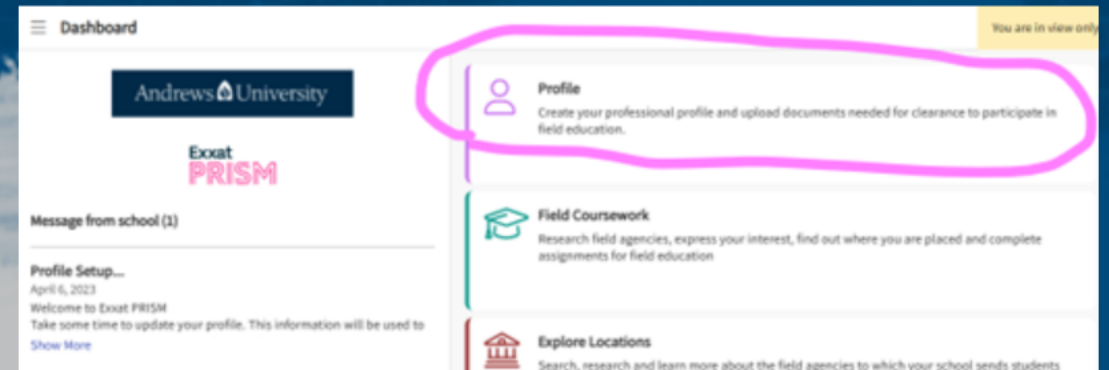 Dashboard
You are in view only
Andrews University
Exxat
PRISM
Message from school (1)
Profile Setup...
April 6, 2023
Welcome to Exxat PRISM
Take some time to update your profile. This information will be used to
Show More
Profile
Create your professional profile and upload documents needed for clearance to participate in
field education.
Field Coursework
Research field agencies, express your interest, find out where you are placed and complete
assignments for field education
Explore Locations
Search, research and learn more about the field agencies to which your school sends students